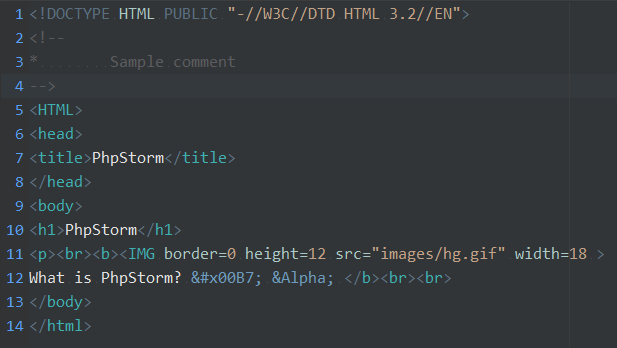 1 <!DOCTYPE HTML PUBLIC "-//W3C//DTD HTML 3.2//EN">
2 <!--
3 *        Sample comment
4 -->
5 <HTML>
6 <head>
7 <title>PhpStorm</title>
8 </head>
9 <body>
10 <h1>PhpStorm</h1>
11 <p><br><b><IMG border=0 height=12 src="images/hg.gif" width=18 >
12 What is PhpStorm? &#x00B7; &Alpha; </b><br><br>
13 </body>
14 </html>